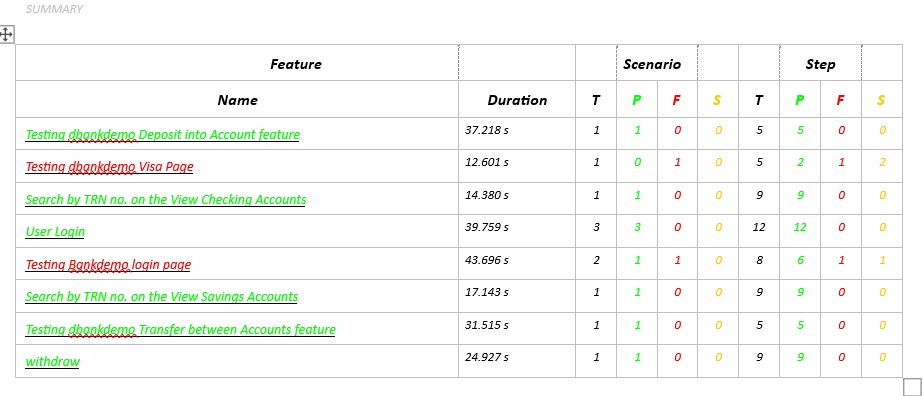 SUMMARY
Feature Scenario Step
Name Duration T P F S T P F S
Testing dbankdemo Deposit into Account feature 37.218 s 1 1 0 0 5 5 0 0
Testing dbankdemo Visa Page 12.601 s 1 0 1 0 5 2 1 2
Search by TRN no. on the View Checking Accounts 14.380 s 1 1 0 0 9 9 0 0
User Login 39.759 s 3 3 0 0 12 12 0 0
Testing Bankdemo login page 43.696 s 2 1 1 0 8 6 1 1
Search by TRN no. on the View Savings Accounts 17.143 s 1 1 0 0 9 9 0 0
Testing dbankdemo Transfer between Accounts feature 31.515 s 1 1 0 0 5 5 0 0
withdraw 24.927 s 1 1 0 0 9 9 0 0